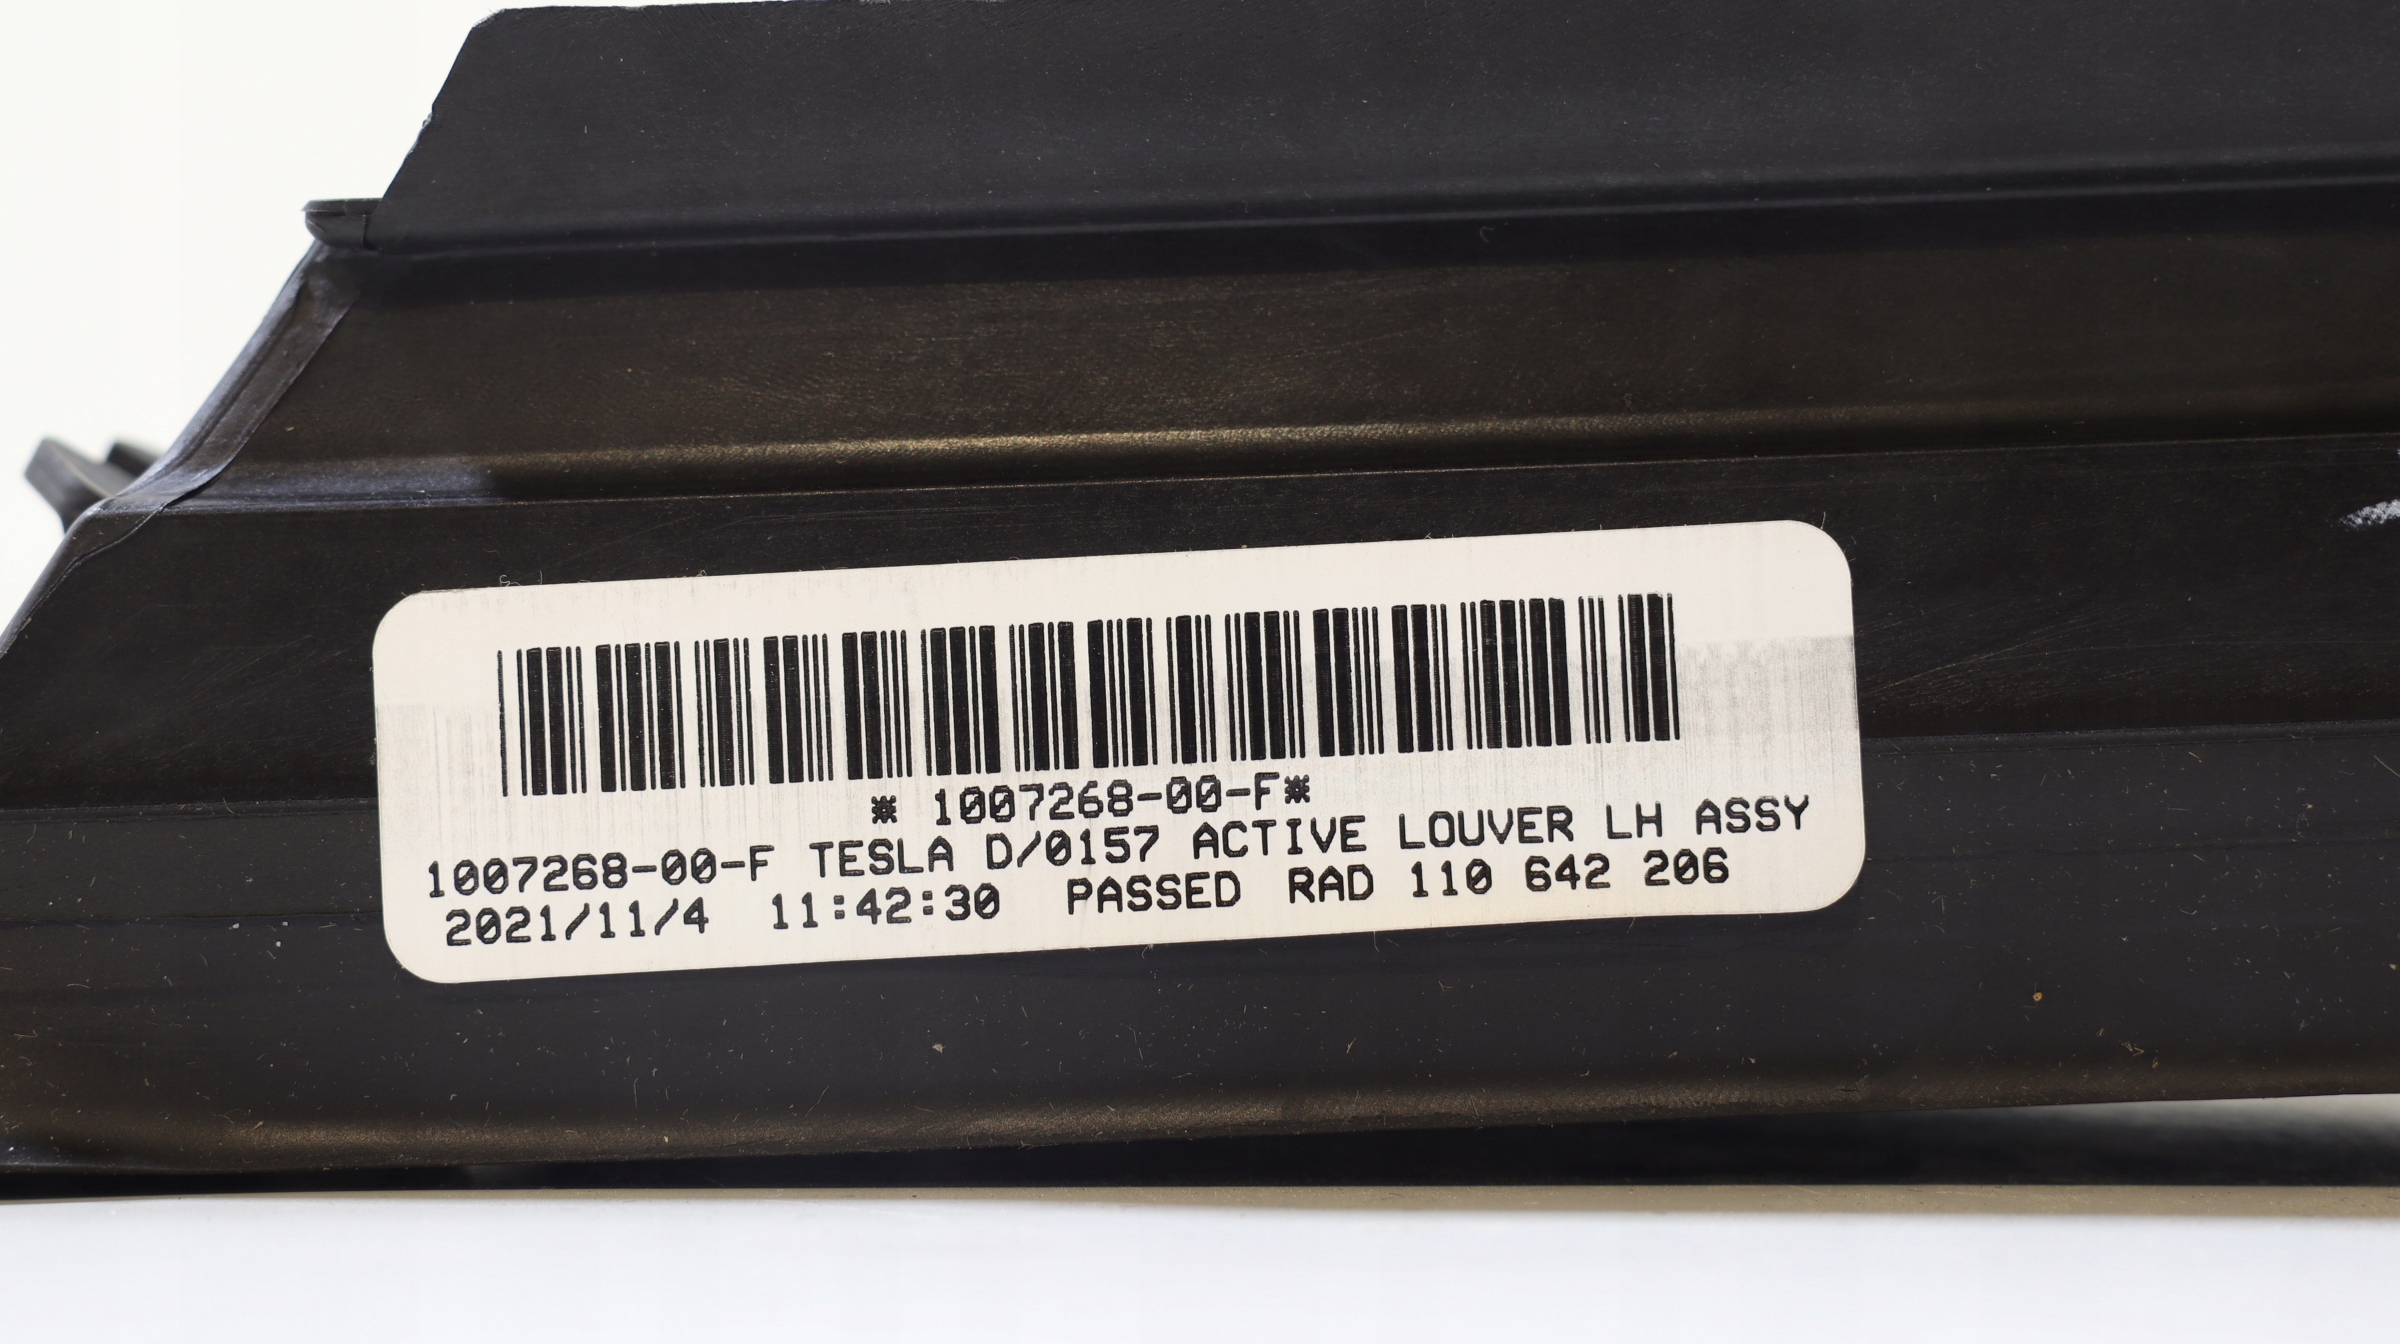 * 1007268-00-F*
1007268-00-F TESLA D/0157 ACTIVE LOUVER LH ASSY
2021/11/4 11:42:30 PASSED RAD 110 642 206